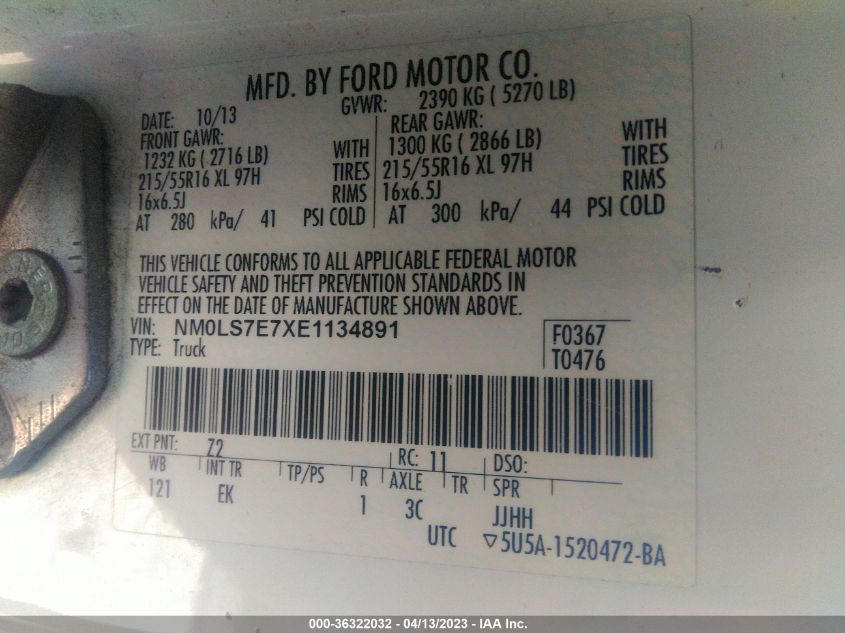 MFD. BY FORD MOTOR CO.
DATE: 10/13 GVWR: 2390 KG ( 5270 LB)
FRONT GAWR: REAR GAWR:
1232 KG ( 2716 LB) WITH 1300 KG ( 2866 LB) WITH
215/55R16 XL 97H TIRES 215/55R16 XL 97H TIRES
16x6.5J RIMS 16x6.5J RIMS
AT 280 kPa/ 41 PSI COLD AT 300 kPa/ 44 PSI COLD
THIS VEHICLE CONFORMS TO ALL APPLICABLE FEDERAL MOTOR
VEHICLE SAFETY AND THEFT PREVENTION STANDARDS IN
EFFECT ON THE DATE OF MANUFACTURE SHOWN ABOVE.
VIN: NM0LS7E7XE1134891 F0367
TYPE: Truck T0476
EXT PNT: Z2 RC: 11 DSO:
WB INT TR TP/PS R AXLE TR SPR
121 EK 1 3C JJHH
UTC ▽5U5A-1520472-BA
000-36322032 - 04/13/2023 - IAA Inc.